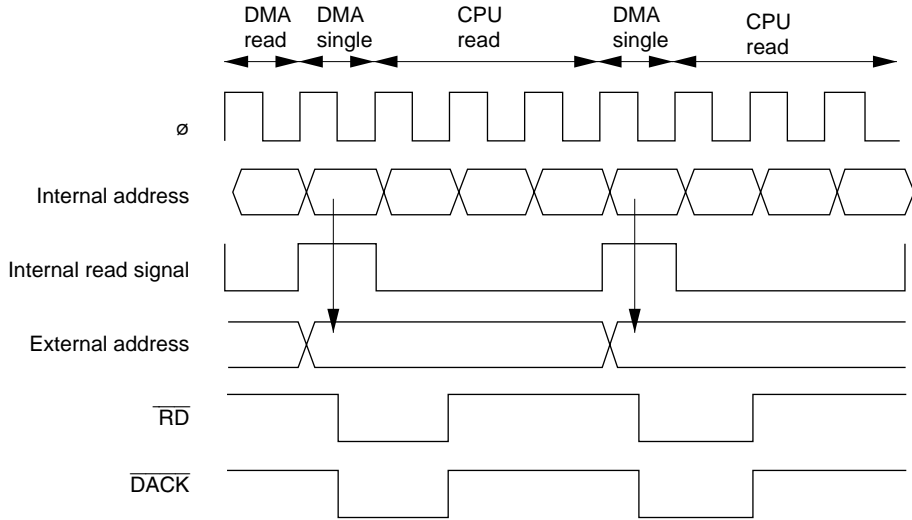 DMA read
DMA single
CPU read
DMA single
CPU read
ø
Internal address
Internal read signal
External address
RD
DACK